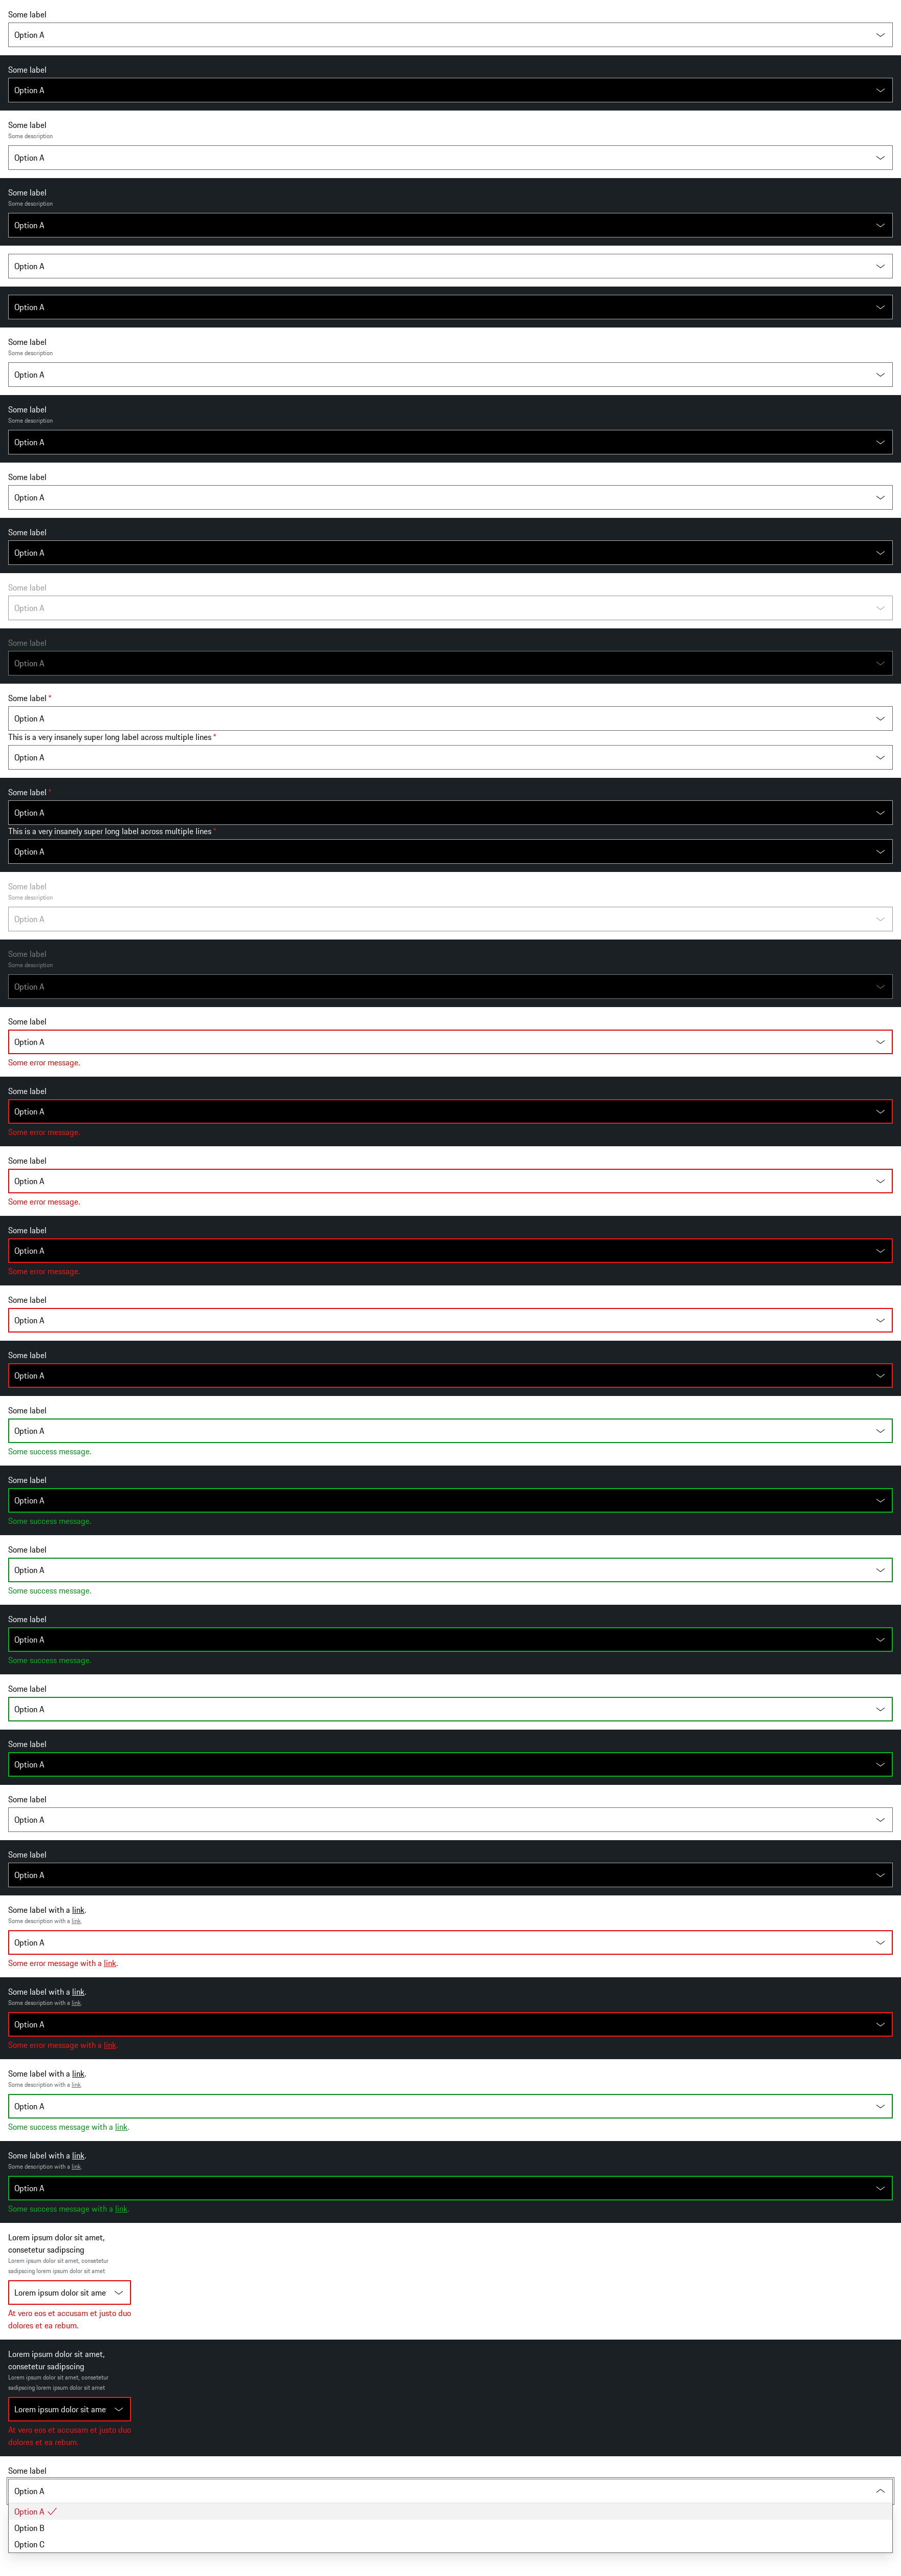 Some label
Option A
Some label
Option A
Some label
Some description
Option A
Some label
Some description
Option A
Option A
Option A
Some label
Some description
Option A
Some label
Some description
Option A
Some label
Option A
Some label
Option A
Some label
Option A
Some label
Option A
Some label *
Option A
This is a very insanely super long label across multiple lines *
Option A
Some label *
Option A
This is a very insanely super long label across multiple lines *
Option A
Some label
Some description
Option A
Some label
Some description
Option A
Some label
Option A
Some error message.
Some label
Option A
Some error message.
Some label
Option A
Some error message.
Some label
Option A
Some error message.
Some label
Option A
Some label
Option A
Some label
Option A
Some success message.
Some label
Option A
Some success message.
Some label
Option A
Some success message.
Some label
Option A
Some success message.
Some label
Option A
Some label
Option A
Some label
Option A
Some label
Option A
Some label with a link.
Some description with a link.
Option A
Some error message with a link.
Some label with a link.
Some description with a link.
Option A
Some error message with a link.
Some label with a link.
Some description with a link.
Option A
Some success message with a link.
Some label with a link.
Some description with a link.
Option A
Some success message with a link.
Lorem ipsum dolor sit amet,
consetetur sadipscing
Lorem ipsum dolor sit amet, consetetur
sadipscing lorem ipsum dolor sit amet
Lorem ipsum dolor sit ame
At vero eos et accusam et justo duo
dolores et ea rebum.
Lorem ipsum dolor sit amet,
consetetur sadipscing
Lorem ipsum dolor sit amet, consetetur
sadipscing lorem ipsum dolor sit amet
Lorem ipsum dolor sit ame
At vero eos et accusam et justo duo
dolores et ea rebum.
Some label
Option A
Option A
Option B
Option C